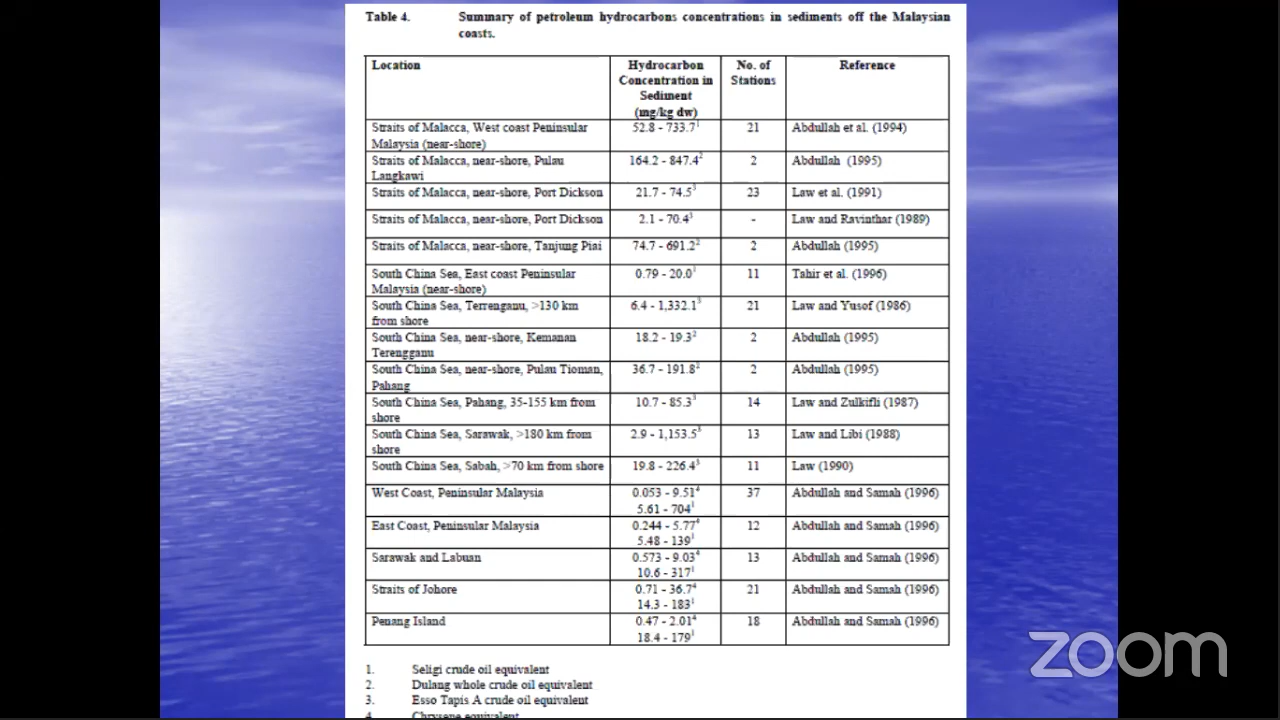 Table 4. Summary of petroleum hydrocarbons concentrations in sediments off the Malaysian
coasts.
Location Hydrocarbon Concentration in Sediment (mg/kg dw) No. of Stations Reference
Straits of Malacca, West coast Peninsular Malaysia (near-shore) 52.8 - 733.7¹ 21 Abdullah et al. (1994)
Straits of Malacca, near-shore, Pulau Langkawi 164.2 - 847.4² 2 Abdullah (1995)
Straits of Malacca, near-shore, Port Dickson 21.7 - 74.5³ 23 Law et al. (1991)
Straits of Malacca, near-shore, Port Dickson 2.1 - 70.4³ - Law and Ravinthar (1989)
Straits of Malacca, near-shore, Tanjung Piai 74.7 - 691.2² 2 Abdullah (1995)
South China Sea, East coast Peninsular Malaysia (near-shore) 0.79 - 20.0¹ 11 Tahir et al. (1996)
South China Sea, Terrenganu, >130 km from shore 6.4 - 1,332.1³ 21 Law and Yusof (1986)
South China Sea, near-shore, Kemanan Terengganu 18.2 - 19.3² 2 Abdullah (1995)
South China Sea, near-shore, Pulau Tioman, Pahang 36.7 - 191.8² 2 Abdullah (1995)
South China Sea, Pahang, 35-155 km from shore 10.7 - 85.3³ 14 Law and Zulkifli (1987)
South China Sea, Sarawak, >180 km from shore 2.9 - 1,153.5 13 Law and Libi (1988)
South China Sea, Sabah, >70 km from shore 19.8 - 226.4³ 11 Law (1990)
West Coast, Peninsular Malaysia 0.053 - 9.51⁴ 5.61 - 704¹ 37 Abdullah and Samah (1996)
East Coast, Peninsular Malaysia 0.244 - 5.77⁴ 5.48 - 139¹ 12 Abdullah and Samah (1996)
Sarawak and Labuan 0.573 - 9.03⁴ 10.6 - 317¹ 13 Abdullah and Samah (1996)
Straits of Johore 0.71 - 36.7⁴ 14.3 - 183¹ 21 Abdullah and Samah (1996)
Penang Island 0.47 - 2.01⁴ 18.4 - 179¹ 18 Abdullah and Samah (1996)
1. Seligi crude oil equivalent
2. Dulang whole crude oil equivalent
3. Esso Tapis A crude oil equivalent
4 Chrysene equivalent
zoom